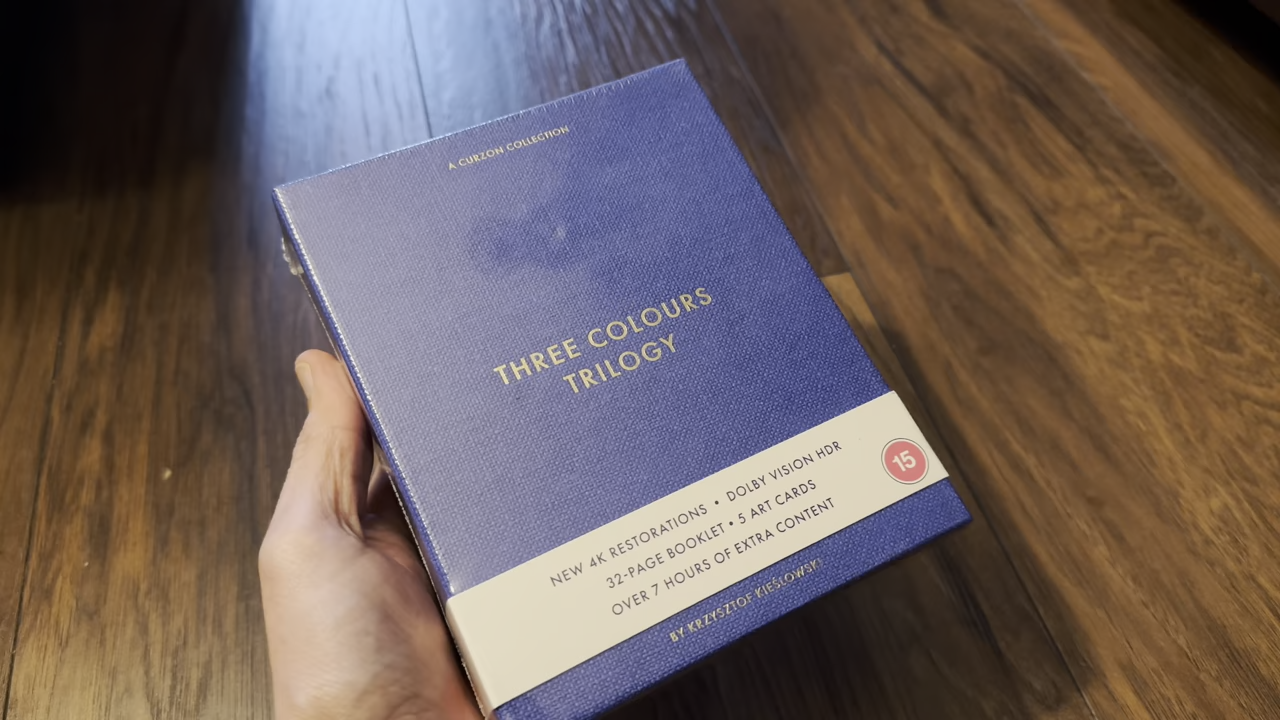 A CURZON COLLECTION
THREE COLOURS
TRILOGY
NEW 4K RESTORATIONS • DOLBY VISION HDR
32-PAGE BOOKLET • 5 ART CARDS
OVER 7 HOURS OF EXTRA CONTENT
15
BY KRZYSZTOF KIEŚLOWSKI